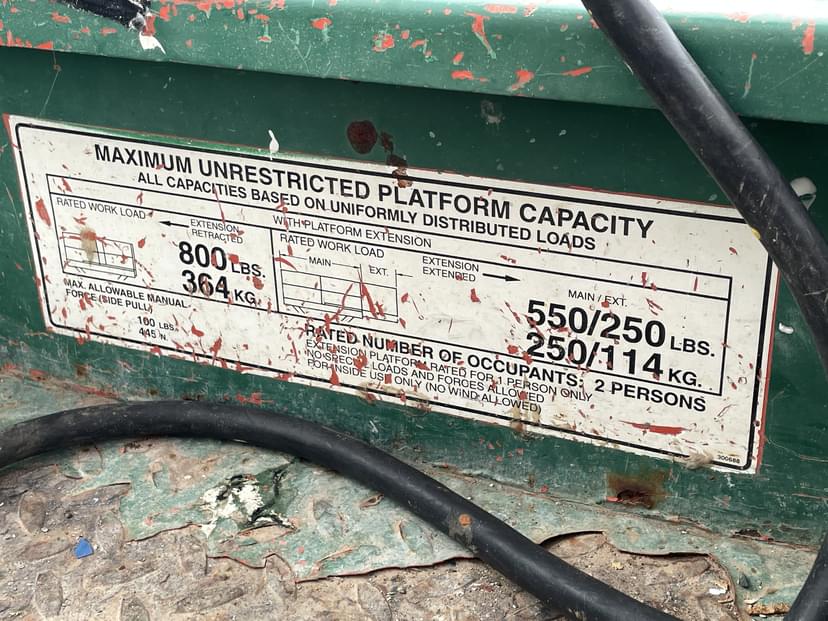 MAXIMUM UNRESTRICTED PLATFORM CAPACITY
ALL CAPACITIES BASED ON UNIFORMLY DISTRIBUTED LOADS
WITH PLATFORM EXTENSION
RATED WORK LOAD
EXTENSION
RETRACTED
800 LBS.
364 KG.
MAX. ALLOWABLE MANUAL
FORCE (SIDE PULL)
100 LBS.
445 N.
RATED WORK LOAD
MAIN
EXT.
EXTENSION
EXTENDED
MAIN / EXT.
550/250 LBS.
250/114 KG.
RATED NUMBER OF OCCUPANTS: 2 PERSONS
EXTENSION PLATFORM RATED FOR 1 PERSON ONLY
NO SPECIAL LOADS AND FORCES ALLOWED
FOR INSIDE USE ONLY (NO WIND ALLOWED)
300688